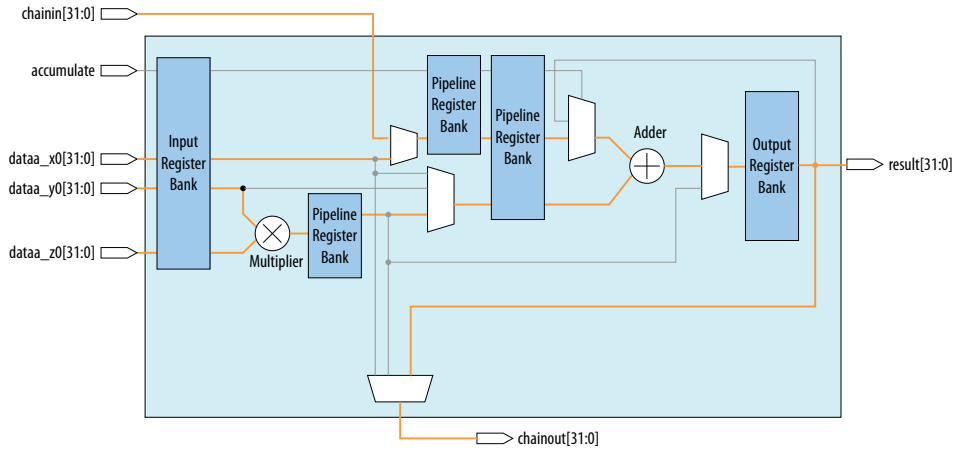 chainin[31:0]
accumulate
dataa_x0[31:0]
dataa_y0[31:0]
dataa_z0[31:0]
Input
Register
Bank
Multiplier
Pipeline
Register
Bank
Pipeline
Register
Bank
Pipeline
Register
Bank
Adder
Output
Register
Bank
result[31:0]
chainout[31:0]